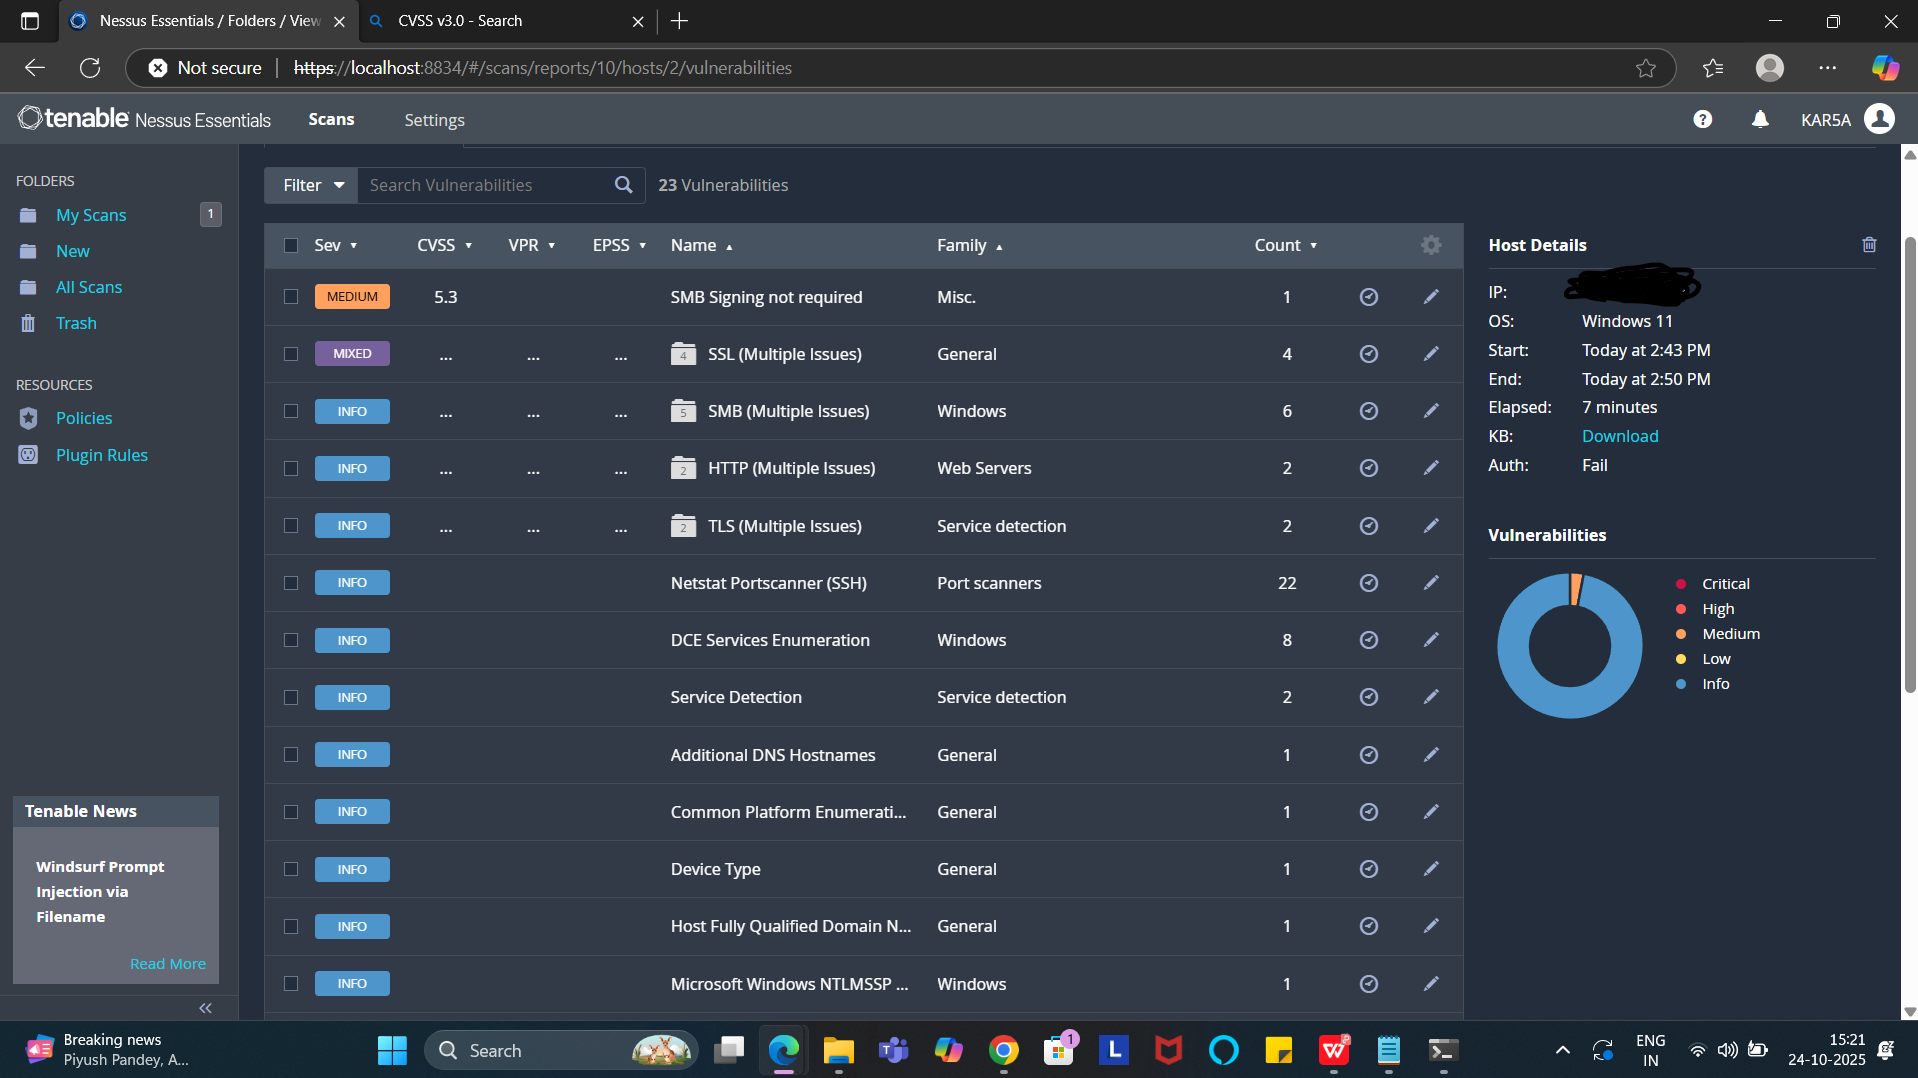 Nessus Essentials / Folders / View
CVSS v3.0 - Search
Not secure
https://localhost:8834/#/scans/reports/10/hosts/2/vulnerabilities
tenable Nessus Essentials
Scans
Settings
KAR5A
FOLDERS
My Scans
1
New
All Scans
Trash
RESOURCES
Policies
Plugin Rules
Tenable News
Windsurf Prompt
Injection via
Filename
Read More
Filter
Search Vulnerabilities
23 Vulnerabilities
Sev CVSS VPR EPSS Name Family Count
MEDIUM 5.3 SMB Signing not required Misc. 1
MIXED ... ... ... 4 SSL (Multiple Issues) General 4
INFO ... ... ... 5 SMB (Multiple Issues) Windows 6
INFO ... ... ... 2 HTTP (Multiple Issues) Web Servers 2
INFO ... ... ... 2 TLS (Multiple Issues) Service detection 2
INFO Netstat Portscanner (SSH) Port scanners 22
INFO DCE Services Enumeration Windows 8
INFO Service Detection Service detection 2
INFO Additional DNS Hostnames General 1
INFO Common Platform Enumerati... General 1
INFO Device Type General 1
INFO Host Fully Qualified Domain N... General 1
INFO Microsoft Windows NTLMSSP ... Windows 1
Host Details
IP:
OS: Windows 11
Start: Today at 2:43 PM
End: Today at 2:50 PM
Elapsed: 7 minutes
KB: Download
Auth: Fail
Vulnerabilities
Critical
High
Medium
Low
Info
Breaking news
Piyush Pandey, A...
Search
1
L
W
ENG
IN
15:21
24-10-2025